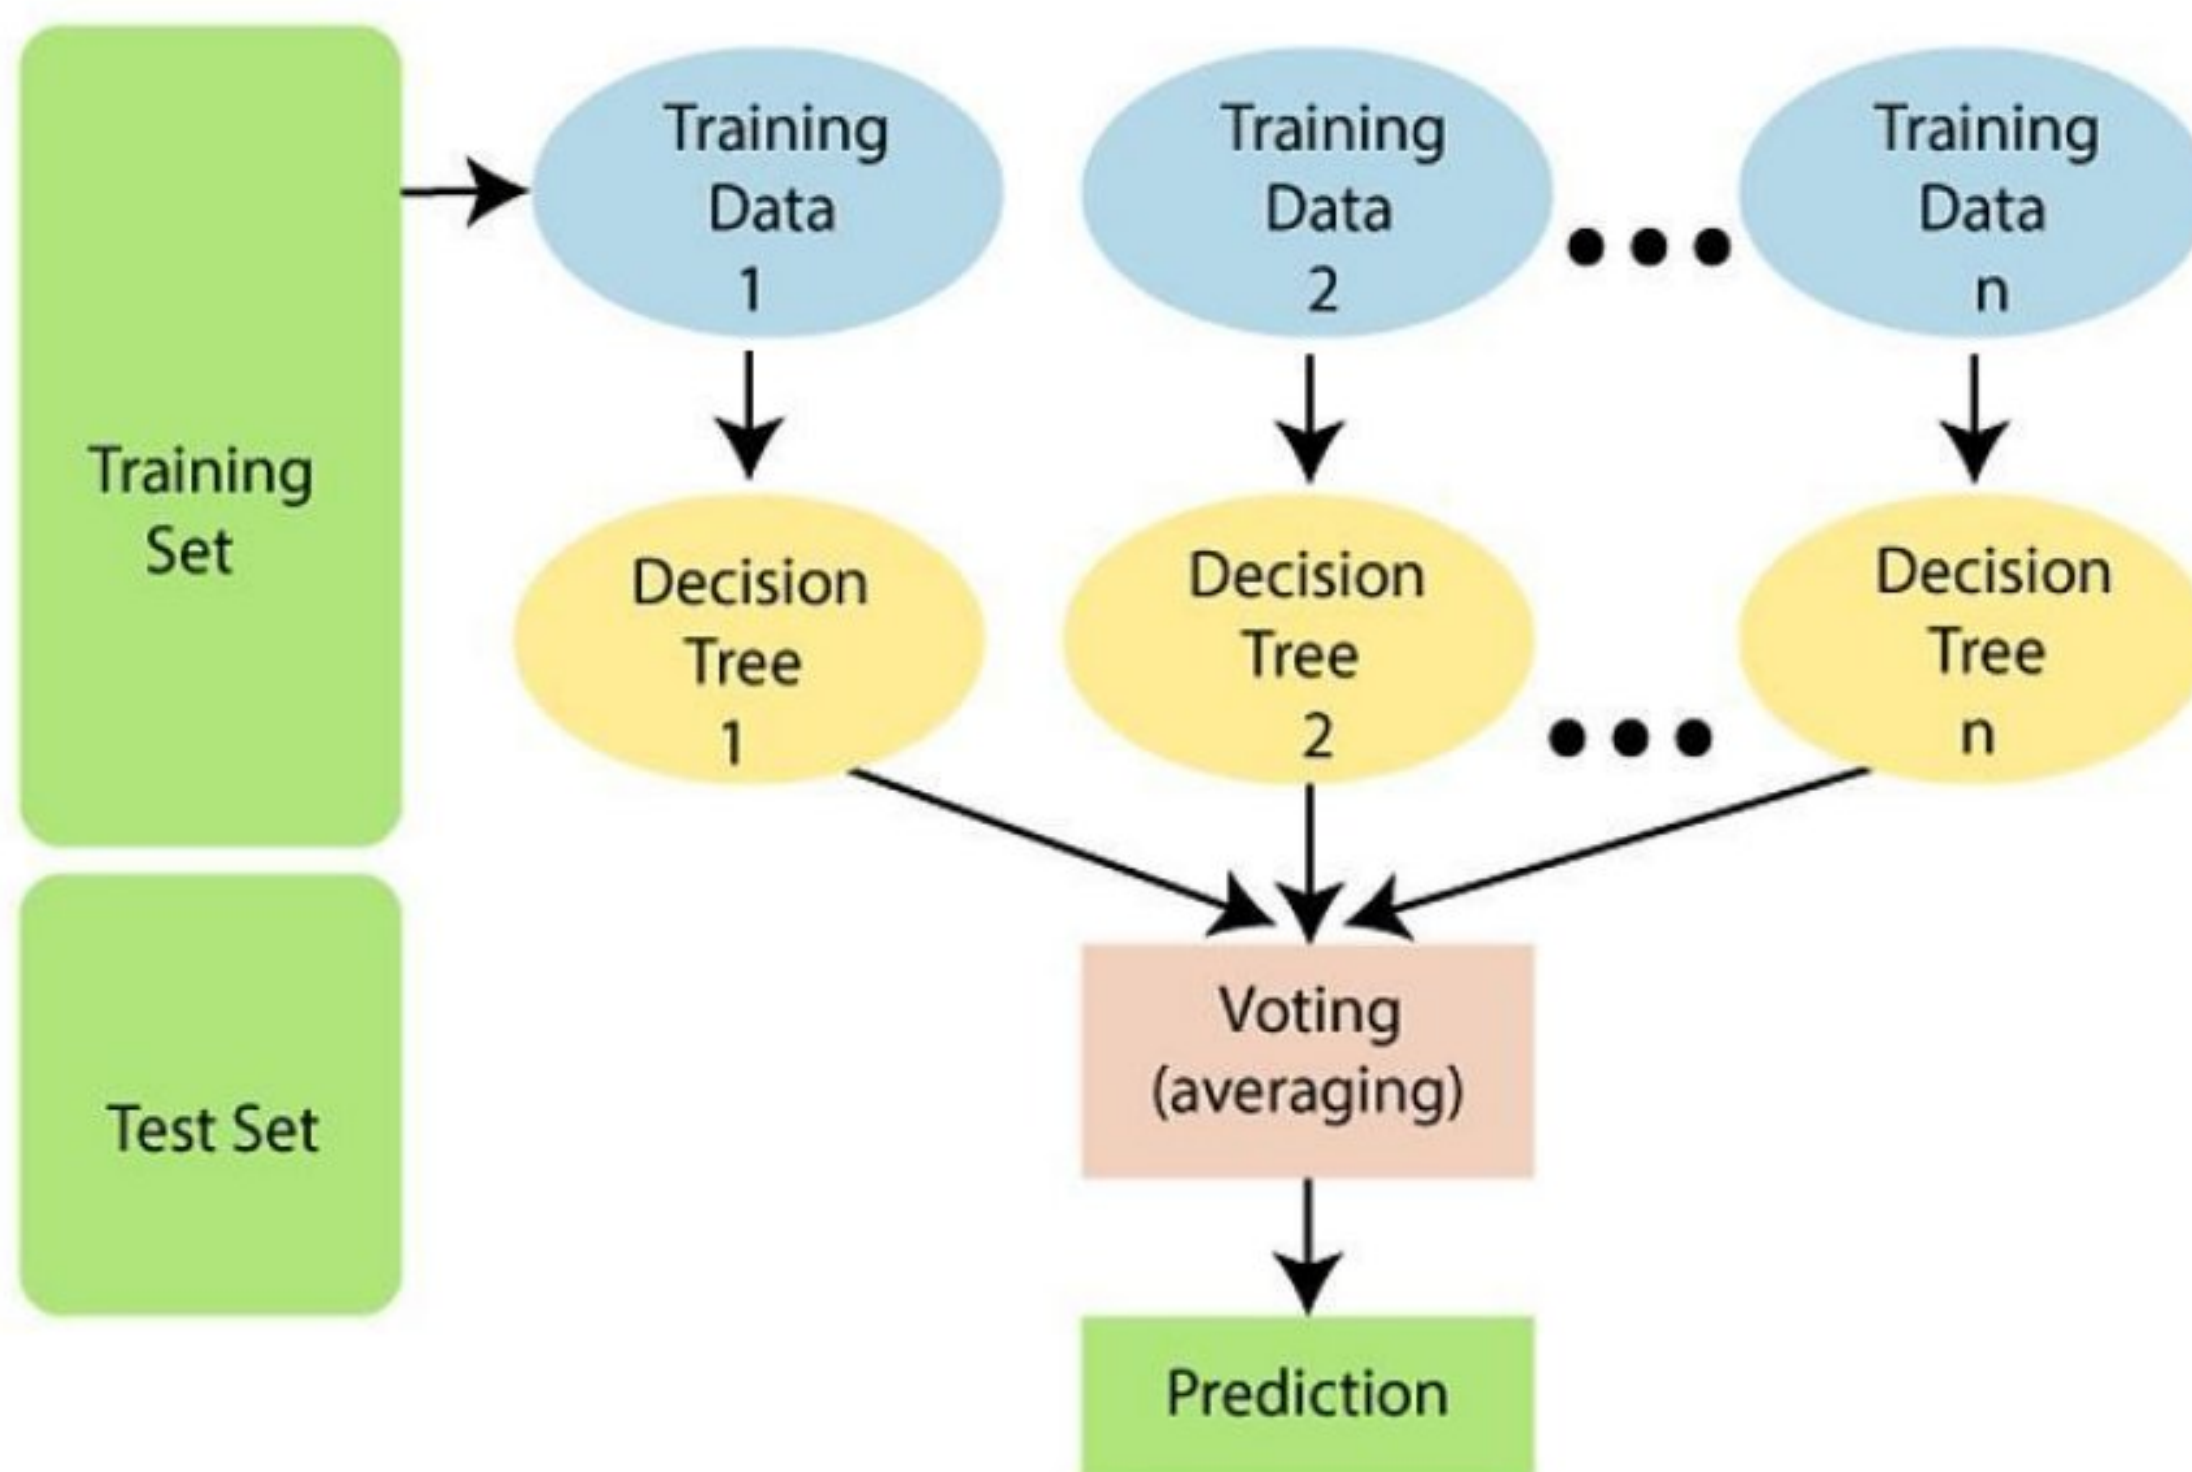 Training
Data
1
Training
Data
2
Training
Data
n
Training
Set
Decision
Tree
1
Decision
Tree
2
Decision
Tree
n
Test Set
Voting
(averaging)
Prediction